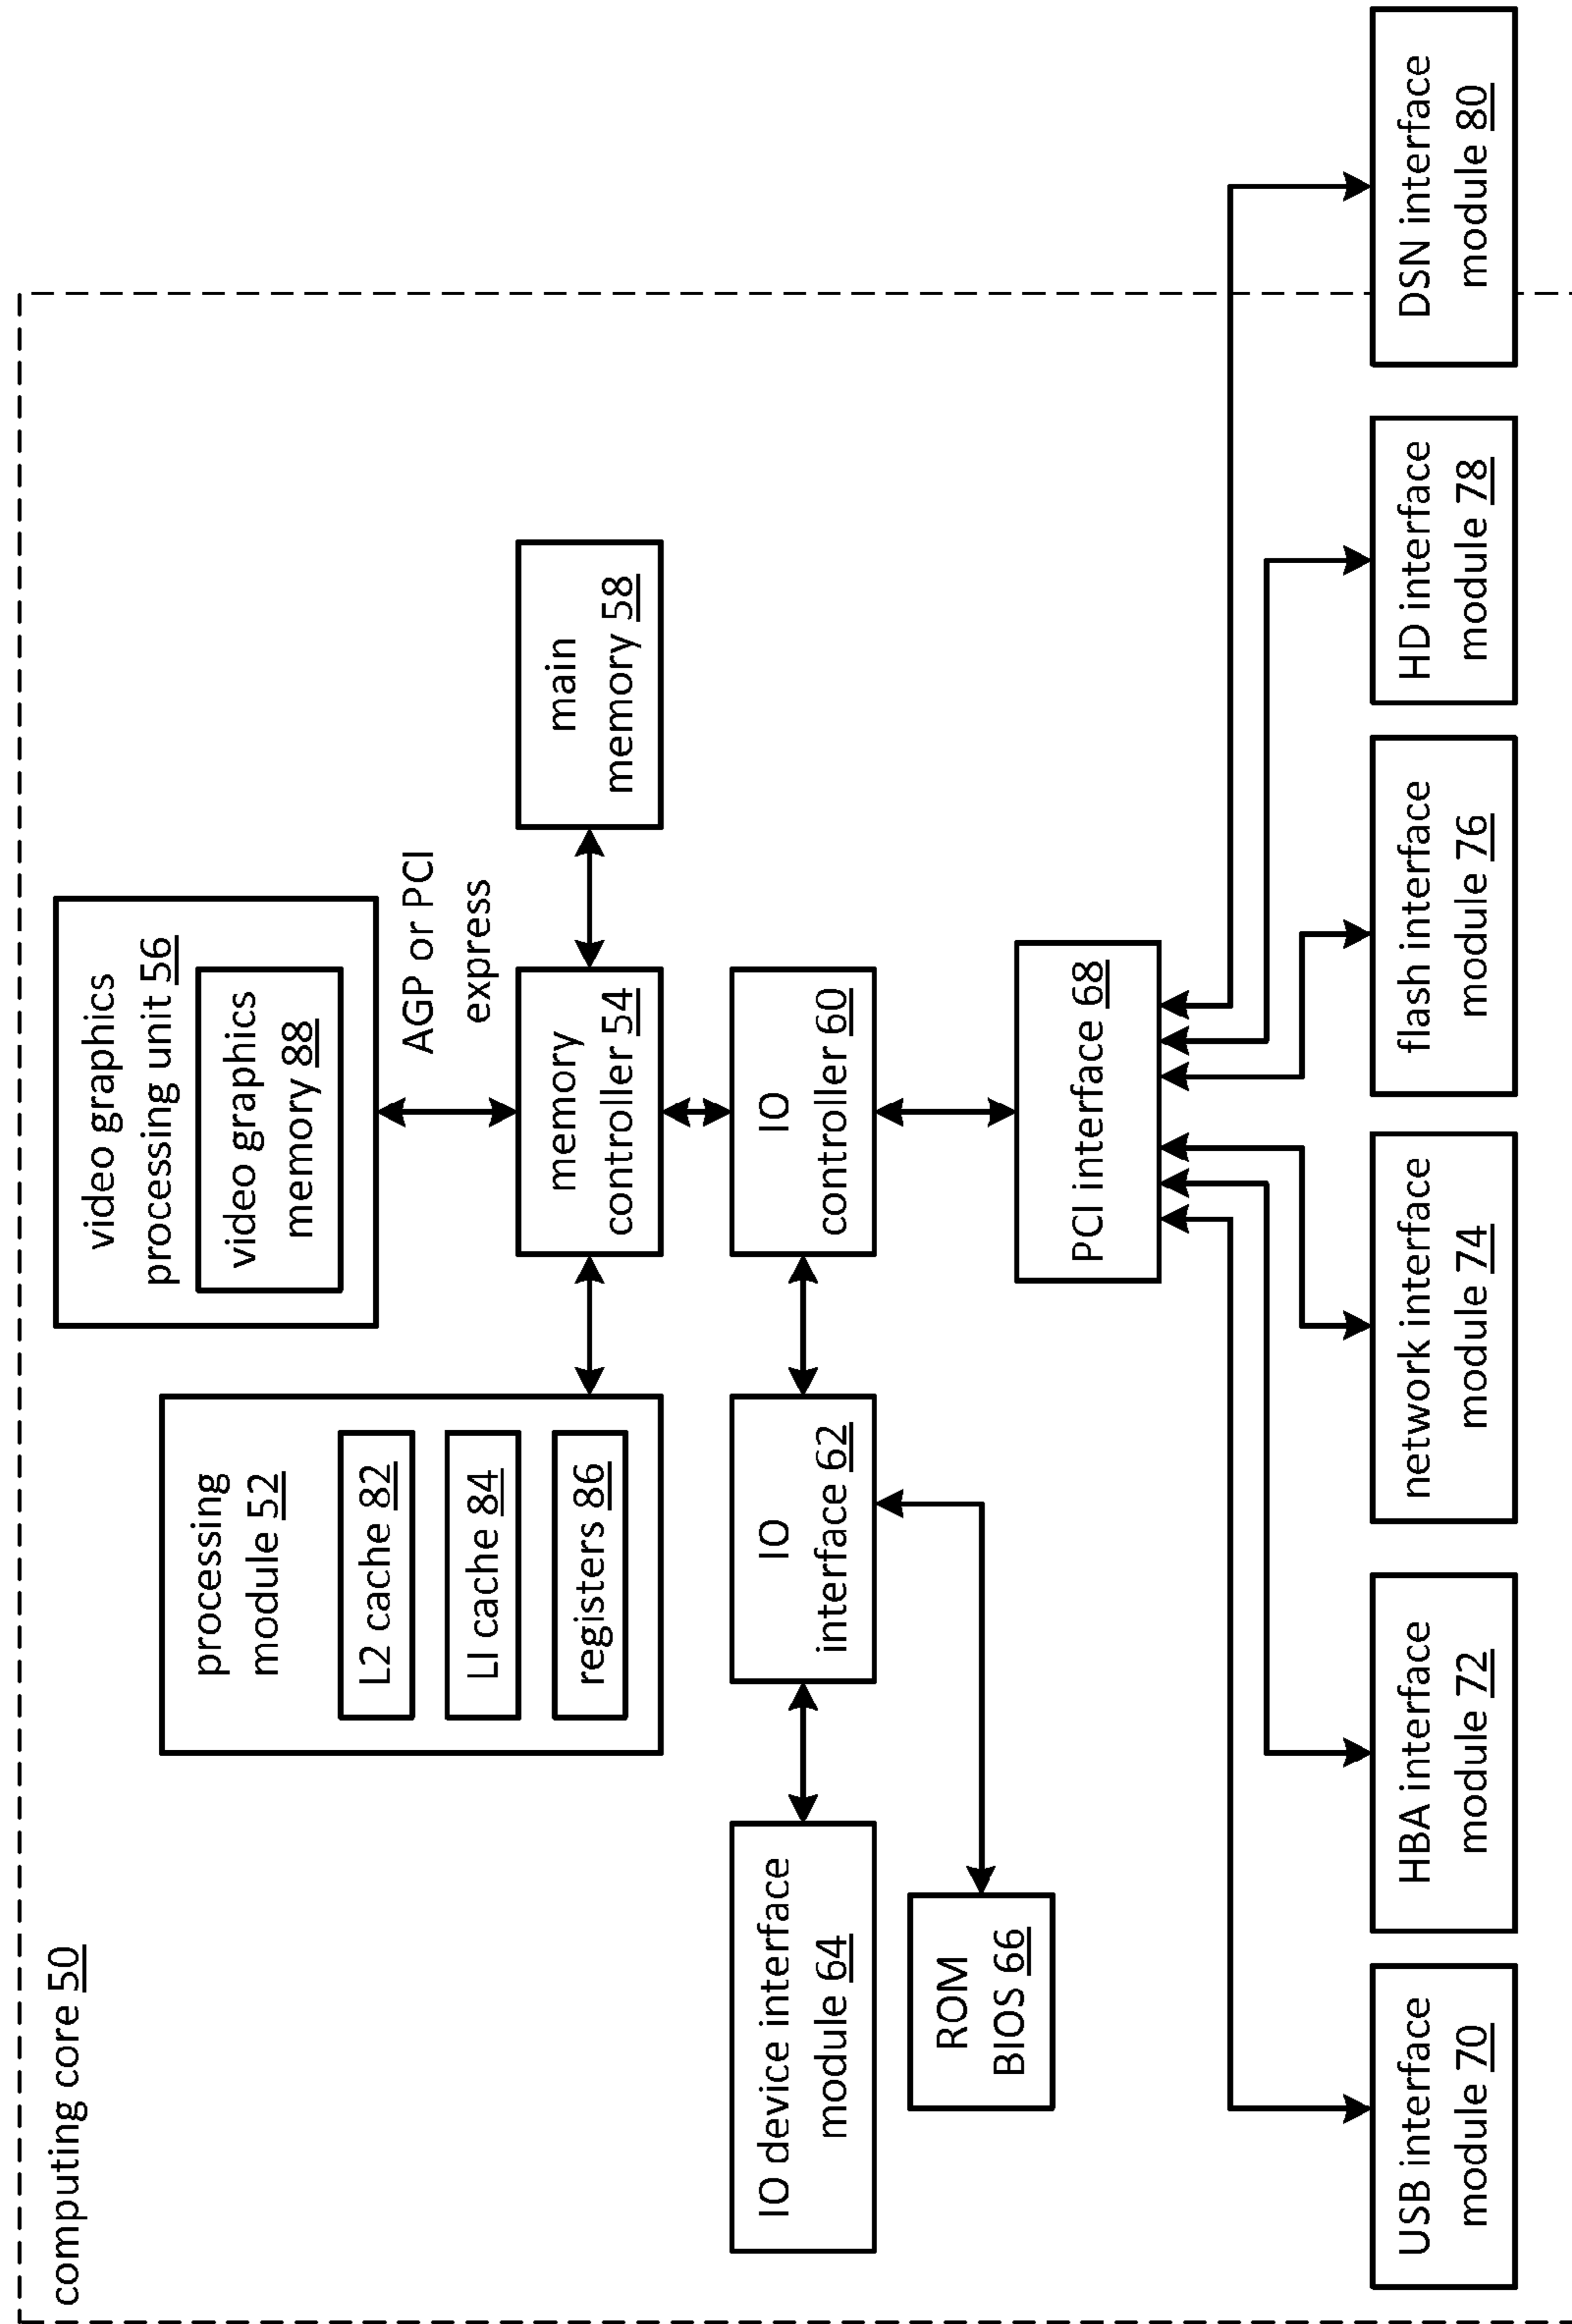 computing core 50
video graphics
processing unit 56
video graphics
memory 88
processing
module 52
L2 cache 82
LI cache 84
registers 86
AGP or PCI
express
memory
controller 54
main
memory 58
IO device interface
module 64
IO
interface 62
IO
controller 60
ROM
BIOS 66
PCI interface 68
USB interface
module 70
HBA interface
module 72
network interface
module 74
flash interface
module 76
HD interface
module 78
DSN interface
module 80